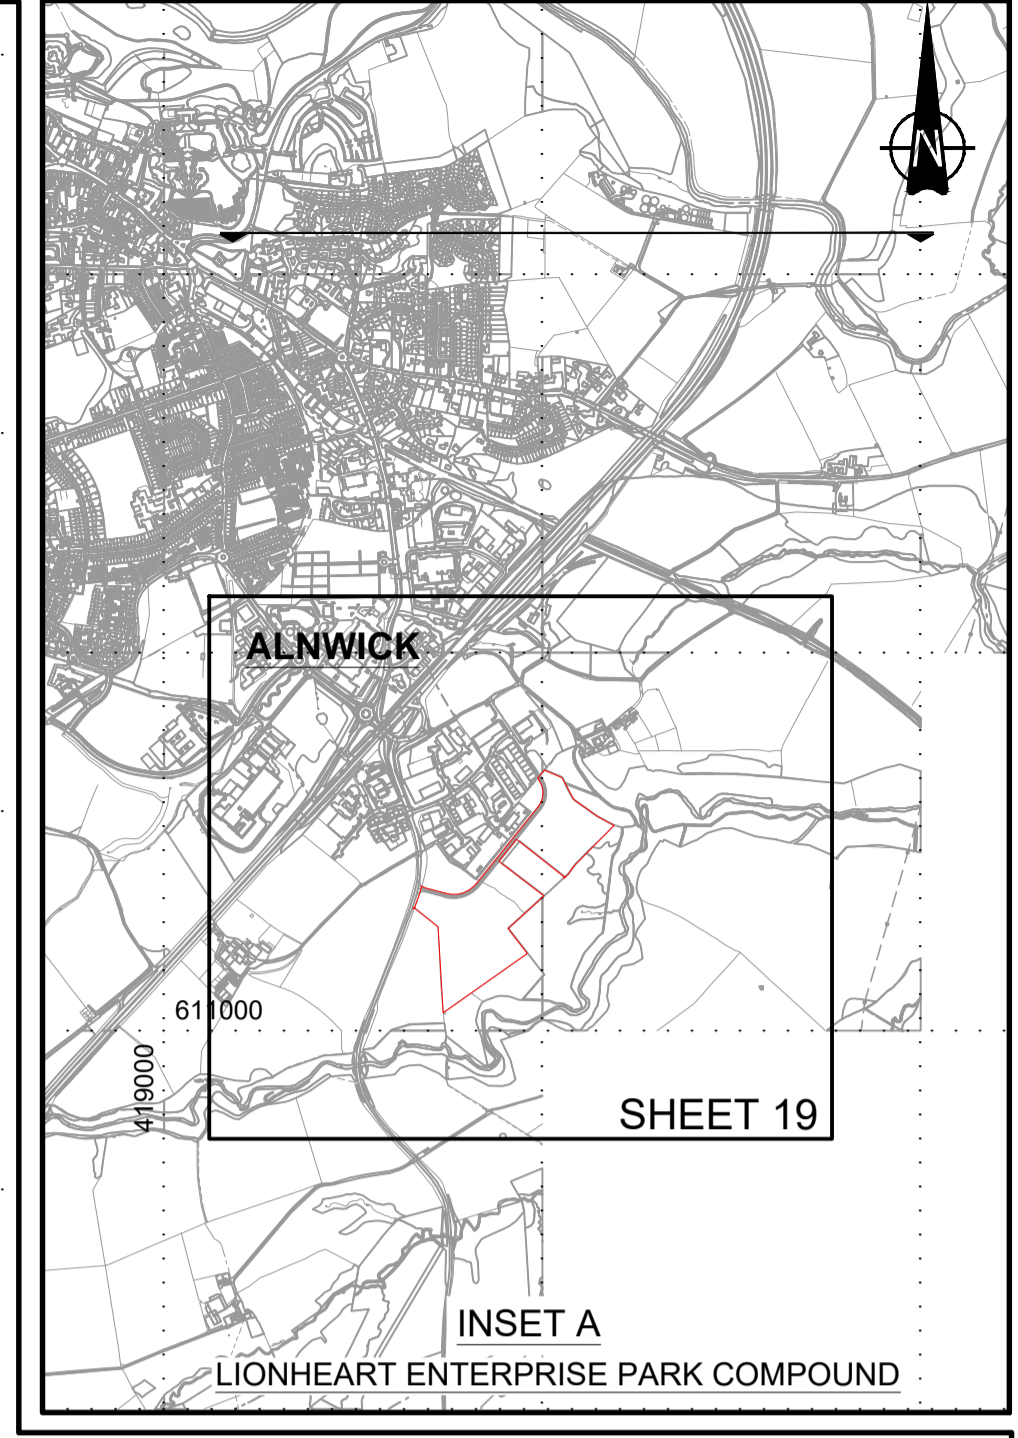 N
ALNWICK
611000
419000
SHEET 19
INSET A
LIONHEART ENTERPRISE PARK COMPOUND